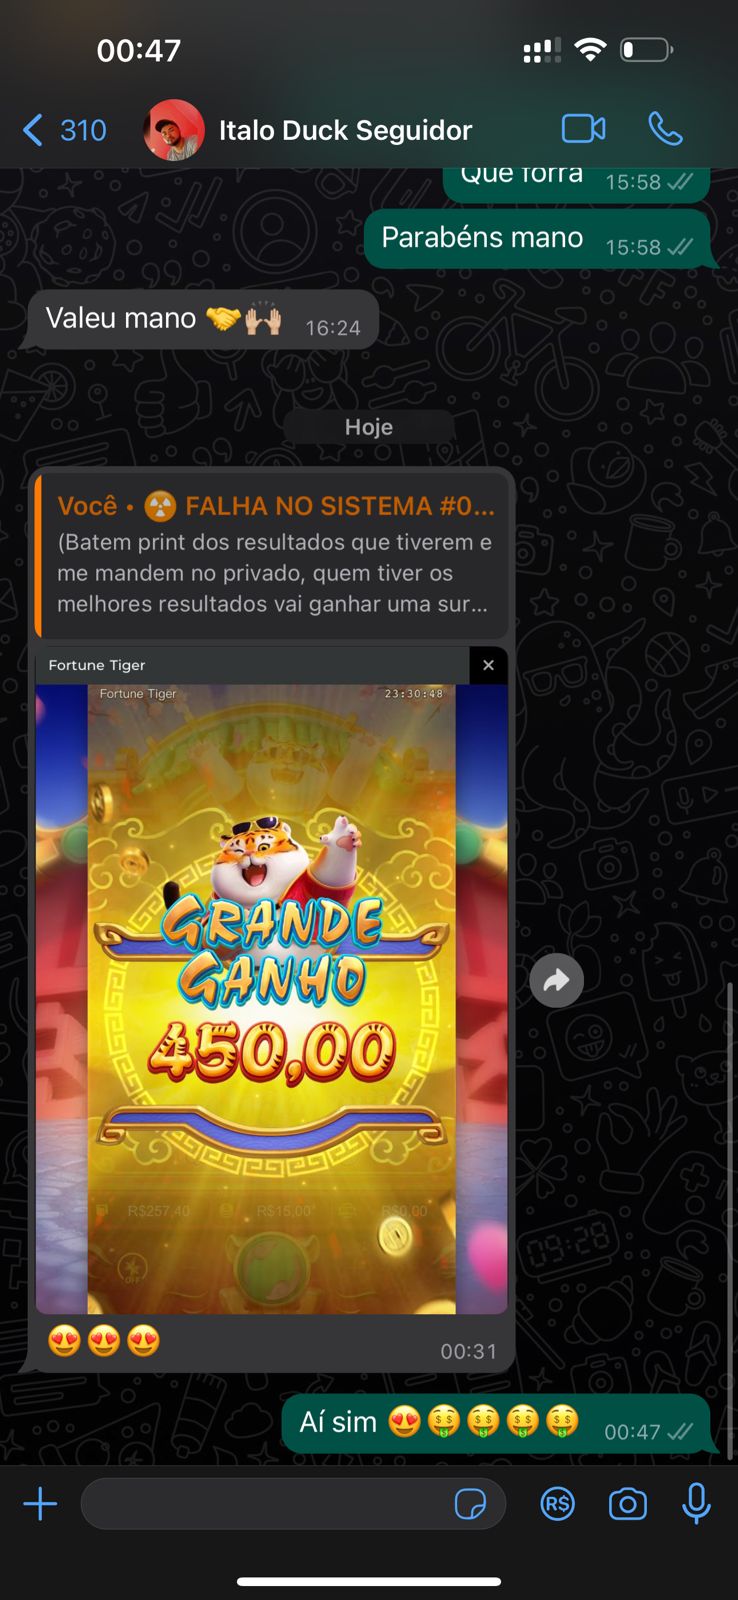 00:47
310
Italo Duck Seguidor
Que forra 15:58
Parabéns mano 15:58
Valeu mano 16:24
Hoje
Você • FALHA NO SISTEMA #0...
(Batem print dos resultados que tiverem e
me mandem no privado, quem tiver os
melhores resultados vai ganhar uma sur...
Fortune Tiger
Fortune Tiger 23:30:48
GRANDE
GANHO
450,00
R$257,40 R$15,00 R$0,00
OFF
00:31
Aí sim 00:47
R$